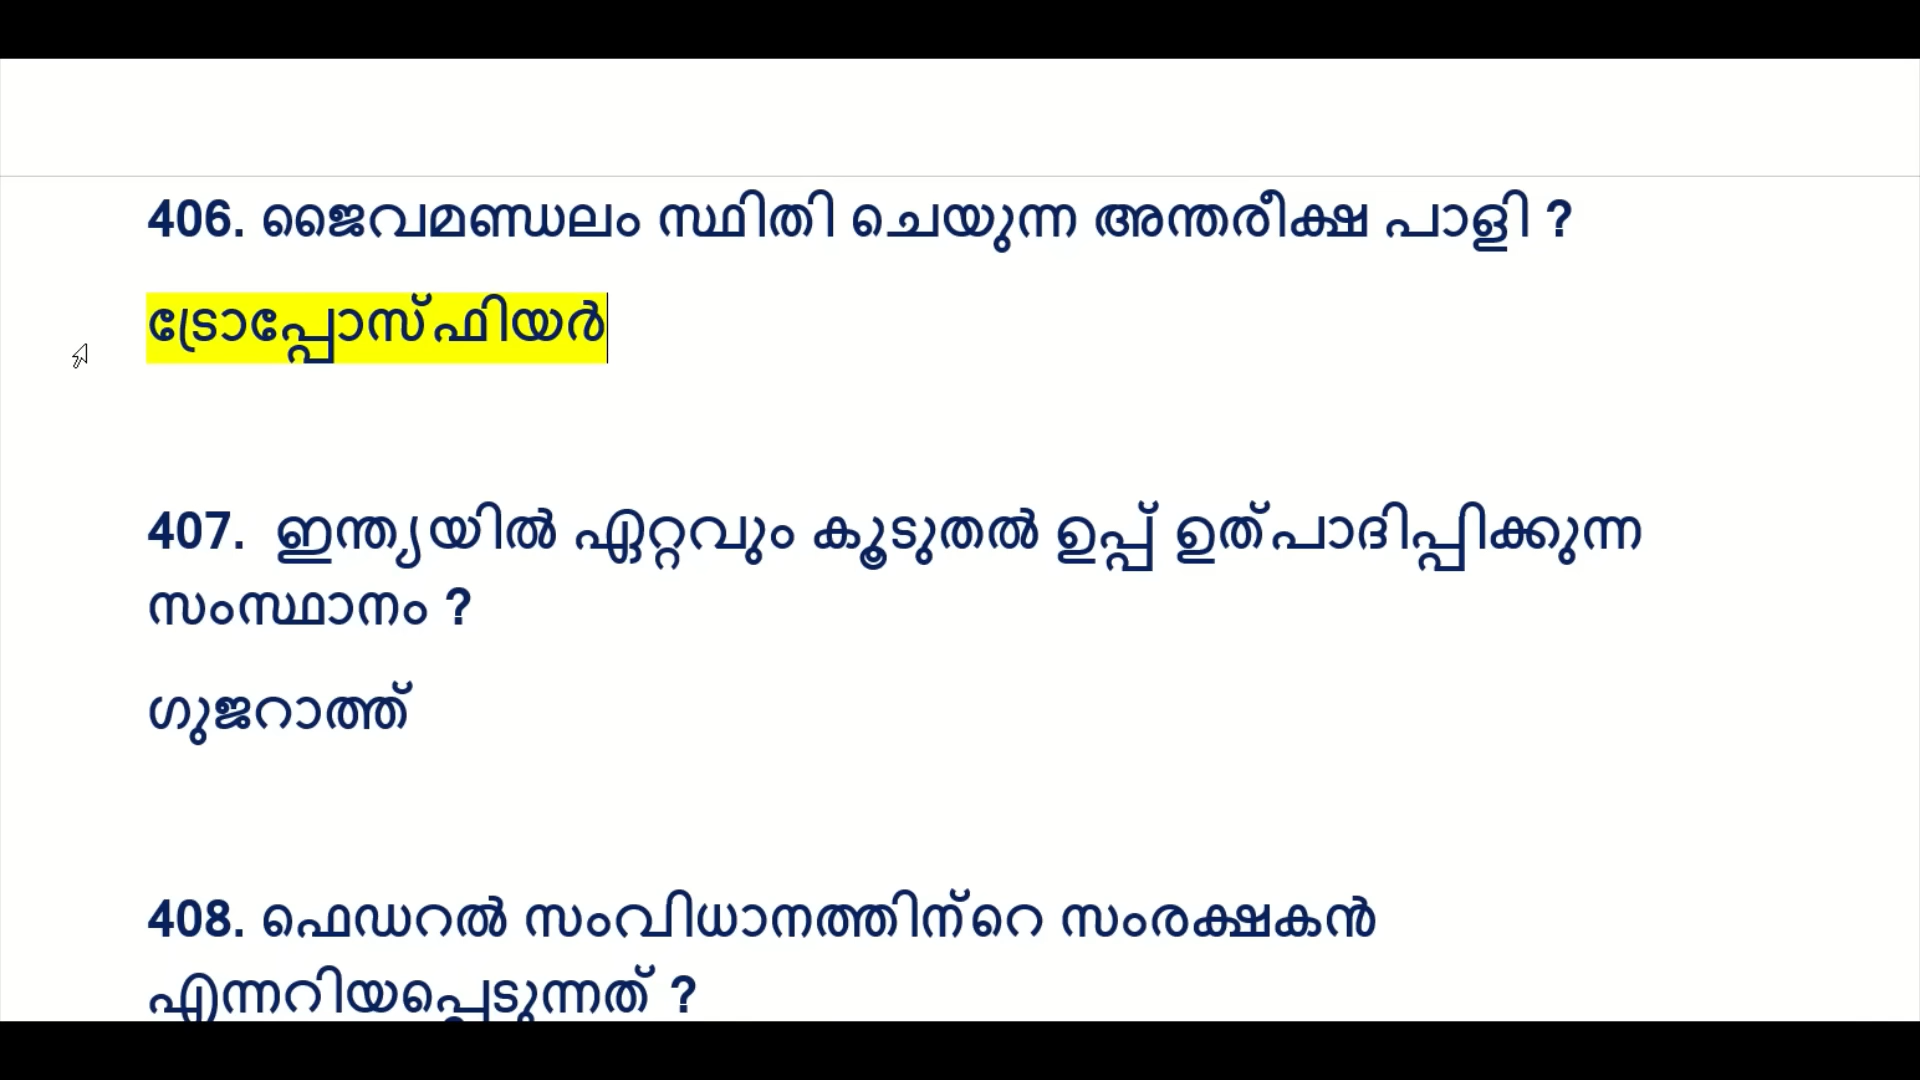 406. ജൈവമണ്ഡലം സ്ഥിതി ചെയുന്ന അന്തരീക്ഷ പാളി ?
ട്രോപ്പോസ്ഫിയർ
407. ഇന്ത്യയിൽ ഏറ്റവും കൂടുതൽ ഉപ്പ് ഉത്പാദിപ്പിക്കുന്ന
സംസ്ഥാനം ?
ഗുജറാത്ത്
408. ഫെഡറൽ സംവിധാനത്തിന്റെ സംരക്ഷകൻ
എന്നറിയപ്പെടുന്നത് ?